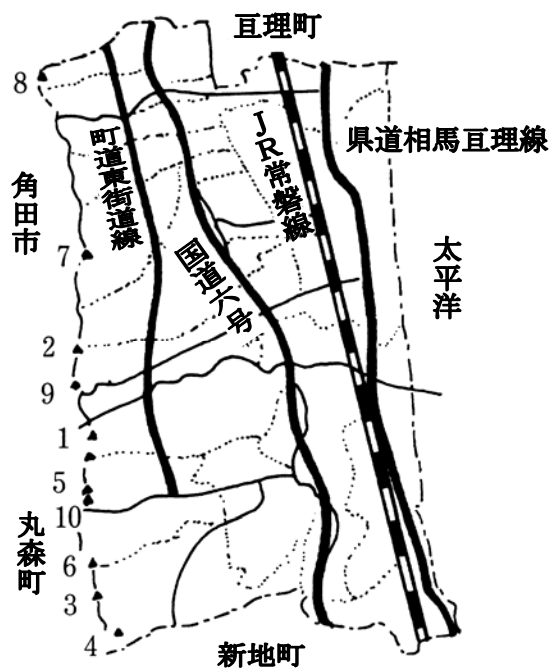 亘理町
8
県道相馬亘理線
町道東街道線
JR常磐線
角田市
7
国道六号
太平洋
2
9
1
5
10
丸森町
6
3
4
新地町